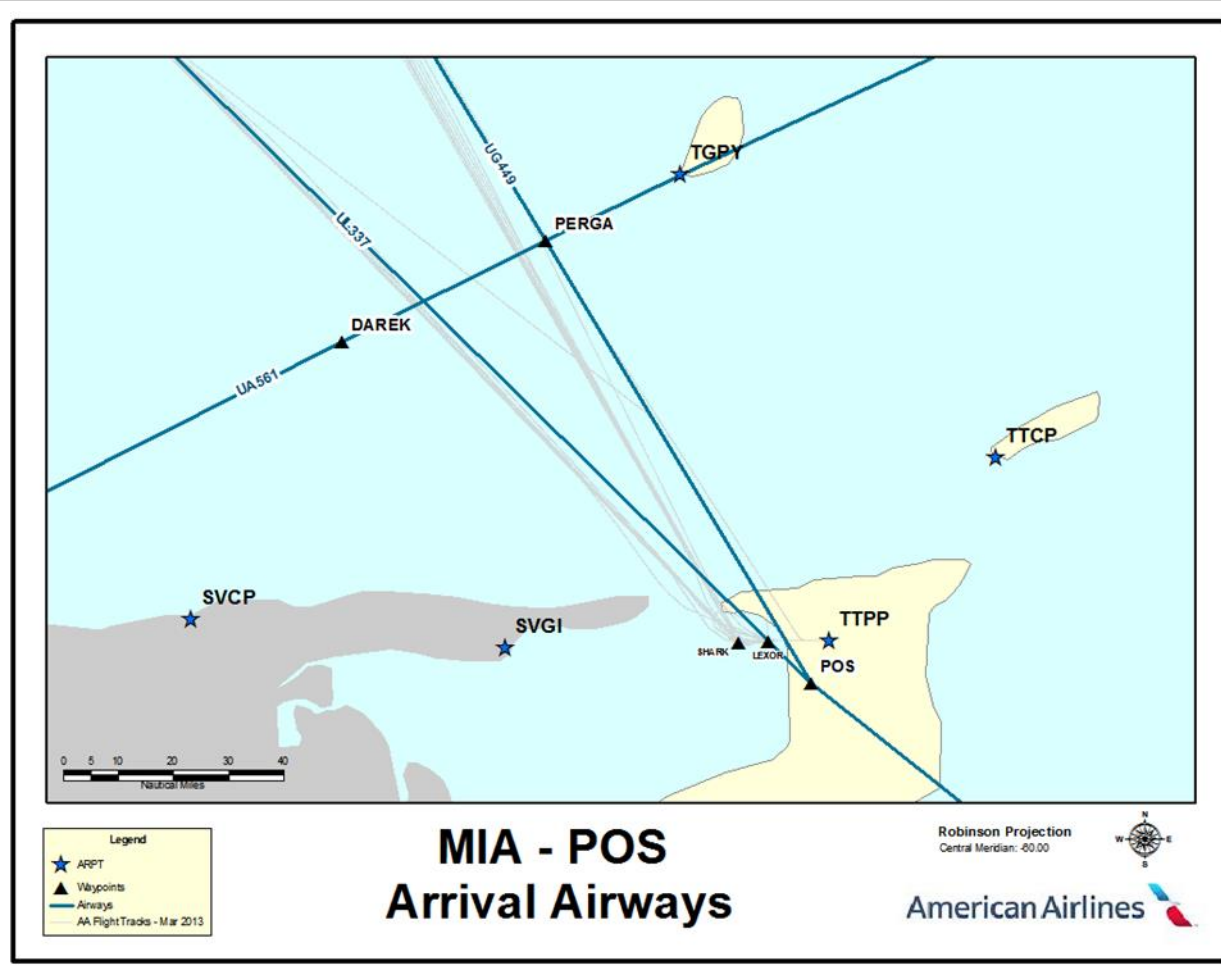 TGPY
UG449
UL337
PERGA
DAREK
UA561
TTCP
SVCP
SVGI
TTPP
SHARK
LEXOR
POS
0 5 10 20 30 40
Nautical Miles
Legend
ARPT
Waypoints
Airways
AA Flight Tracks - Mar 2013
MIA - POS
Arrival Airways
Robinson Projection
Central Meridian: -60.00
N
W E
S
American Airlines